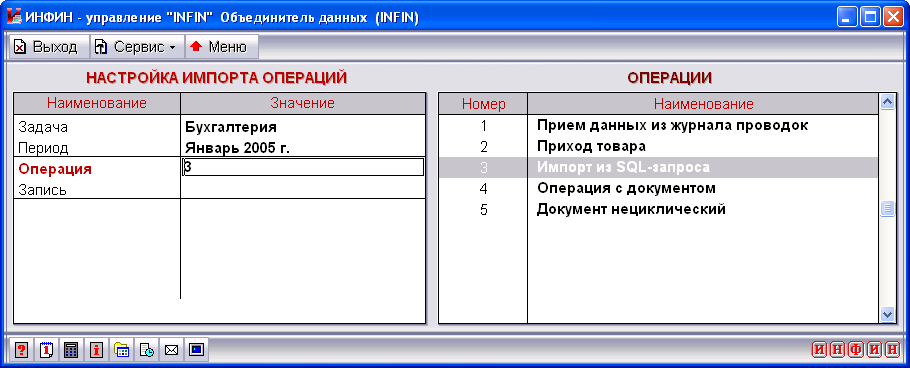 ИНФИН - управление "INFIN" Объединитель данных (INFIN)
Выход Сервис Меню
НАСТРОЙКА ИМПОРТА ОПЕРАЦИЙ
Наименование Значение
Задача Бухгалтерия
Период Январь 2005 г.
Операция 3
Запись
ОПЕРАЦИИ
Номер Наименование
1 Прием данных из журнала проводок
2 Приход товара
3 Импорт из SQL-запроса
4 Операция с документом
5 Документ нециклический
ИНФИН